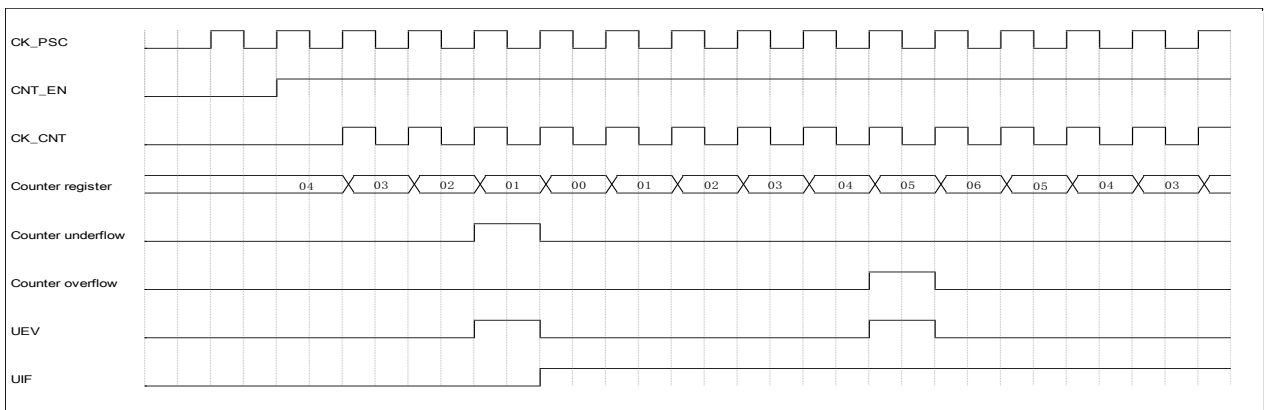 CK_PSC
CNT_EN
CK_CNT
Counter register 04 03 02 01 00 01 02 03 04 05 06 05 04 03
Counter underflow
Counter overflow
UEV
UIF